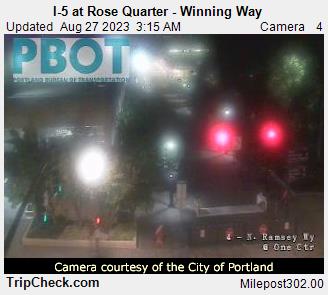 I-5 at Rose Quarter - Winning Way
Updated Aug 27 2023 3:15 AM Camera 4
PBOT
PORTLAND BUREAU OF TRANSPORTATION
4 - N. Ramsey Wy
@ One Ctr
Camera courtesy of the City of Portland
TripCheck.com Milepost302.00